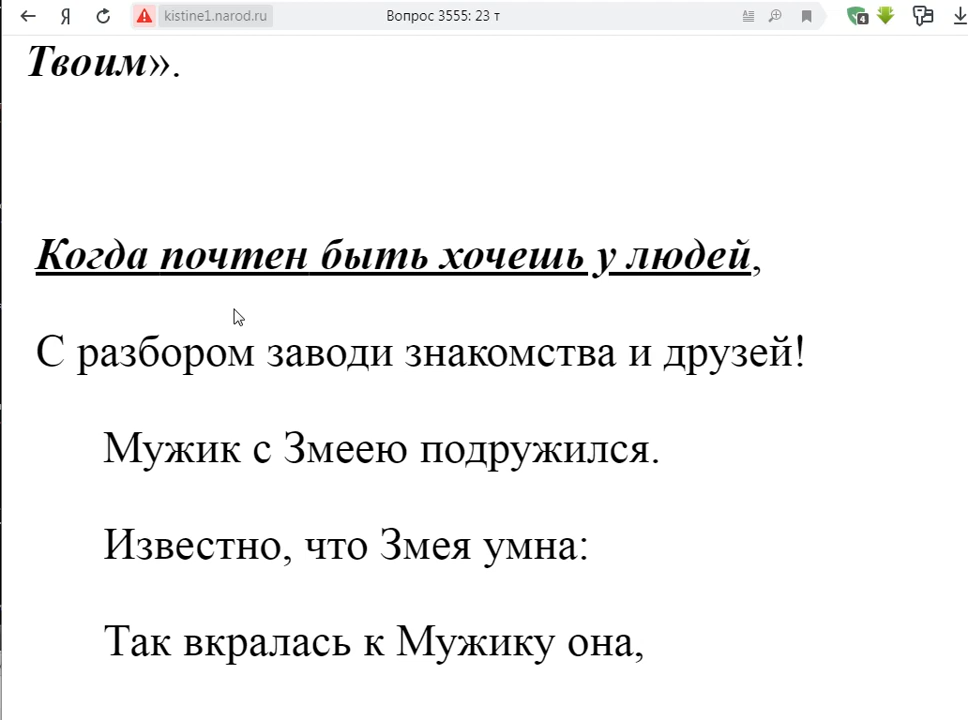 Я kistine1.narod.ru Вопрос 3555: 23 т 4
Твоим».
Когда почтен быть хочешь у людей,
С разбором заводи знакомства и друзей!
Мужик с Змеею подружился.
Известно, что Змея умна:
Так вкралась к Мужику она,